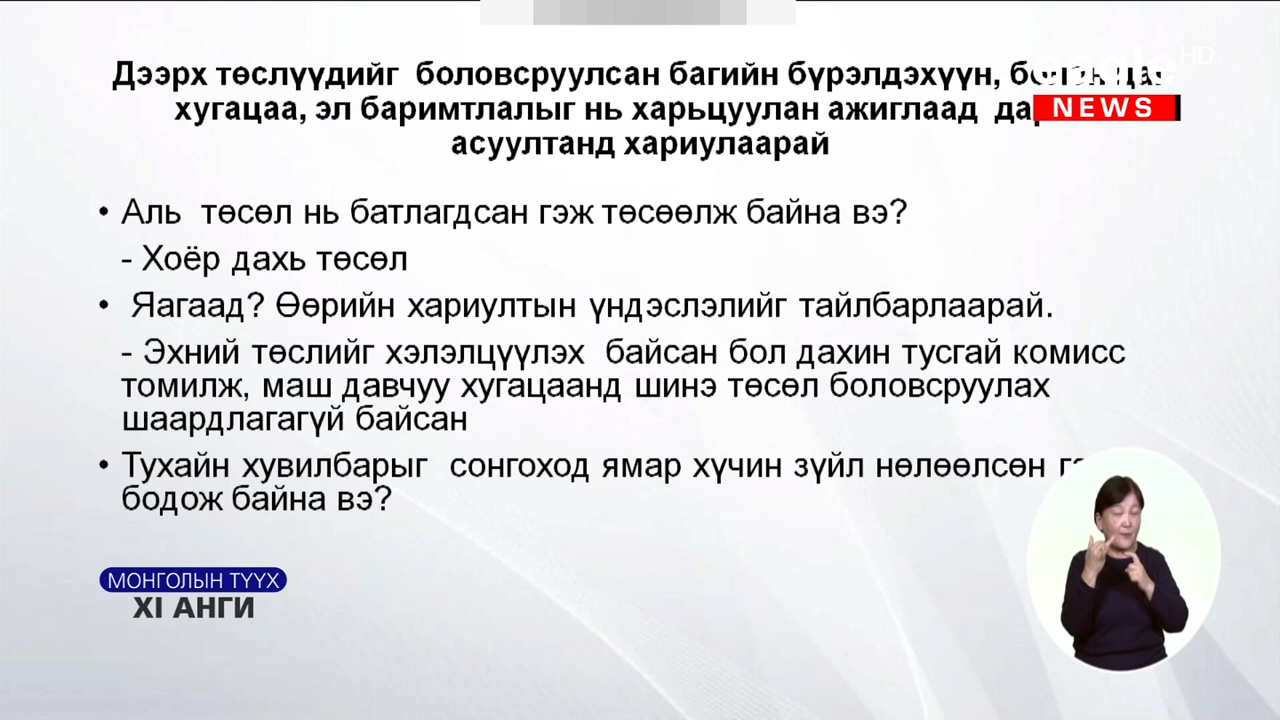 Дээрх төслүүдийг боловсруулсан багийн бүрэлдэхүүн,
хугацаа, эл баримтлалыг нь харьцуулан ажиглаад
асуултанд хариулаарай
• Аль төсөл нь батлагдсан гэж төсөөлж байна вэ?
- Хоёр дахь төсөл
• Яагаад? Өөрийн хариултын үндэслэлийг тайлбарлаарай.
- Эхний төслийг хэлэлцүүлэх байсан бол дахин тусгай комисс
томилж, маш давчуу хугацаанд шинэ төсөл боловсруулах
шаардлагагүй байсан
• Тухайн хувилбарыг сонгоход ямар хүчин зүйл нөлөөлсөн
бодож байна вэ?
HD
NEWS
МОНГОЛЫН ТҮҮХ
XI АНГИ